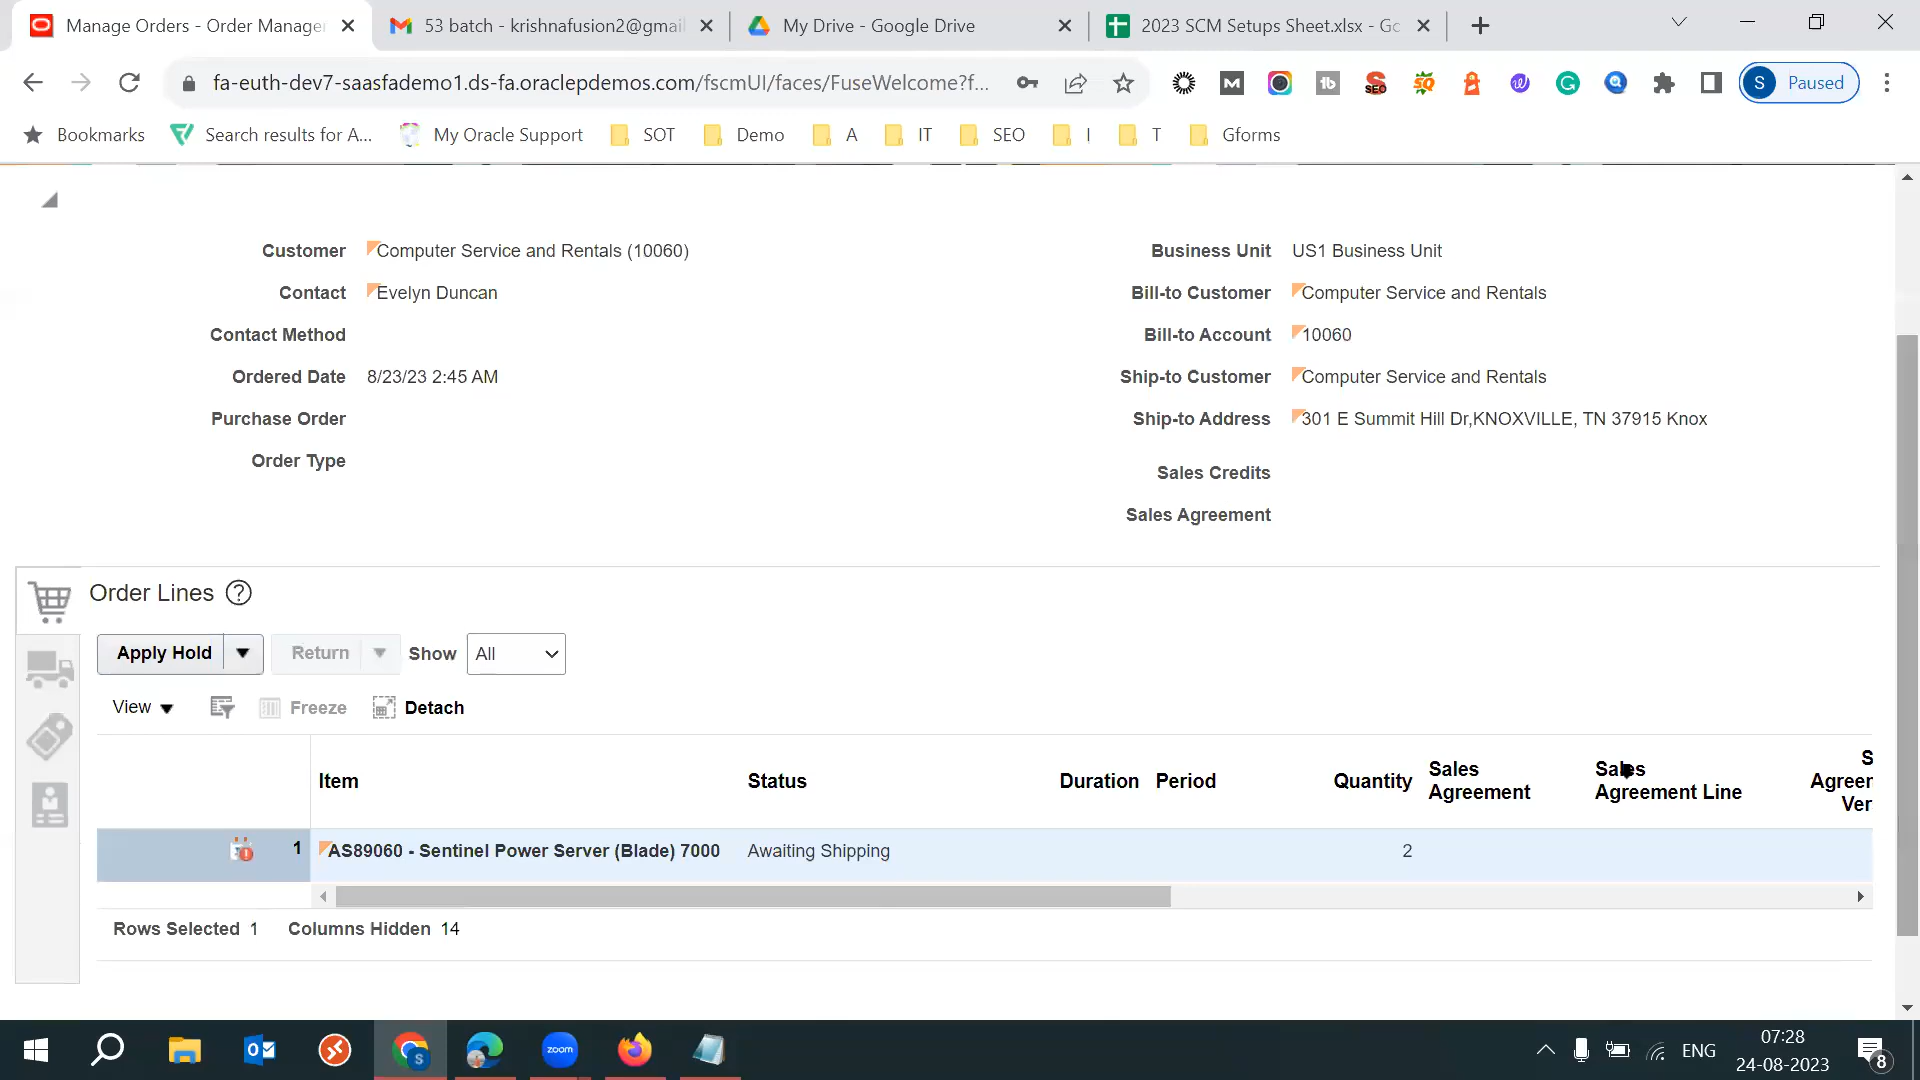 Manage Orders - Order Manager
53 batch - krishnafusion2@gmail
My Drive - Google Drive
2023 SCM Setups Sheet.xlsx - Go
fa-euth-dev7-saasfademo1.ds-fa.oraclepdemos.com/fscmUI/faces/FuseWelcome?f...
S Paused
Bookmarks
Search results for A...
My Oracle Support
SOT
Demo
A
IT
SEO
I
T
Gforms
Customer Computer Service and Rentals (10060)
Contact Evelyn Duncan
Contact Method
Ordered Date 8/23/23 2:45 AM
Purchase Order
Order Type
Business Unit US1 Business Unit
Bill-to Customer Computer Service and Rentals
Bill-to Account 10060
Ship-to Customer Computer Service and Rentals
Ship-to Address 301 E Summit Hill Dr,KNOXVILLE, TN 37915 Knox
Sales Credits
Sales Agreement
Order Lines ?
Apply Hold Return Show All
View Freeze Detach
Item Status Duration Period Quantity Sales Agreement Sales Agreement Line S Agreen Ver
1 AS89060 - Sentinel Power Server (Blade) 7000 Awaiting Shipping 2
Rows Selected 1 Columns Hidden 14
zoom
ENG
07:28
24-08-2023
8